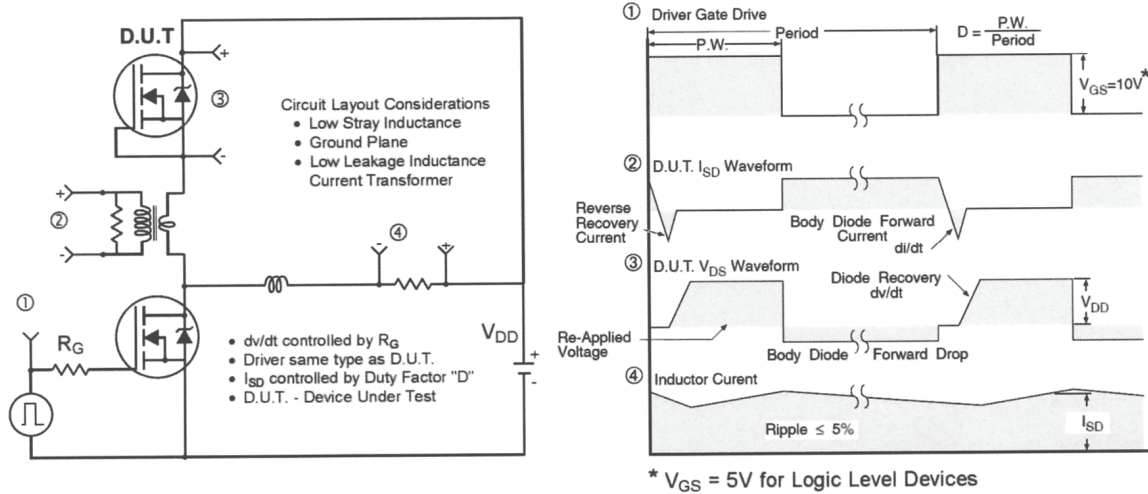 D.U.T
+
③
-
Circuit Layout Considerations
• Low Stray Inductance
• Ground Plane
• Low Leakage Inductance
Current Transformer
+
②
-
④
- +
①
R_G
V_DD
+
-
• dv/dt controlled by R_G
• Driver same type as D.U.T.
• I_SD controlled by Duty Factor "D"
• D.U.T. - Device Under Test
① Driver Gate Drive
P.W.
Period
D = P.W. / Period
V_GS=10V *
② D.U.T. I_SD Waveform
Reverse
Recovery
Current
Body Diode Forward
Current
di/dt
③ D.U.T. V_DS Waveform
Diode Recovery
dv/dt
V_DD
Re-Applied
Voltage
Body Diode Forward Drop
④ Inductor Curent
I_SD
Ripple ≤ 5%
* V_GS = 5V for Logic Level Devices